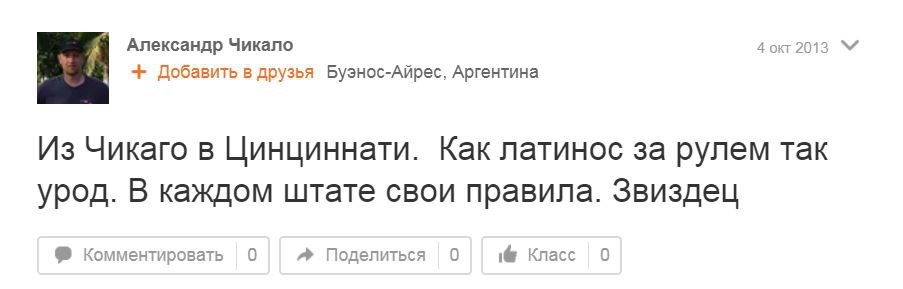 Александр Чикало
4 окт 2013
+ Добавить в друзья Буэнос-Айрес, Аргентина
Из Чикаго в Цинциннати. Как латинос за рулем так
урод. В каждом штате свои правила. Звиздец
Комментировать 0 Поделиться 0 Класс 0